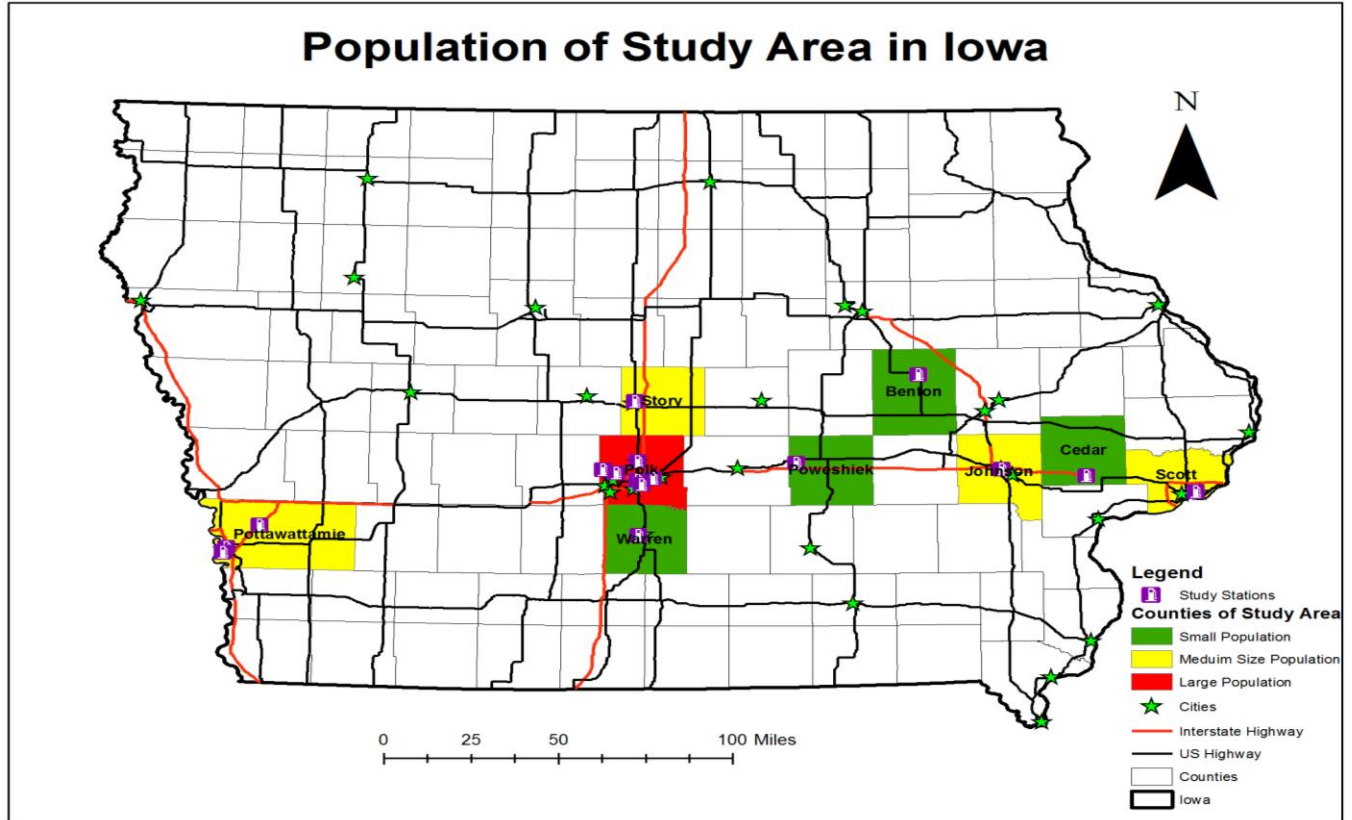 Population of Study Area in Iowa
N
Benton
Story
Cedar
Polk
Poweshiek
Johnson
Scott
Pottawattamie
Warren
Legend
Study Stations
Counties of Study Area
Small Population
Meduim Size Population
Large Population
Cities
Interstate Highway
US Highway
Counties
Iowa
0 25 50 100 Miles